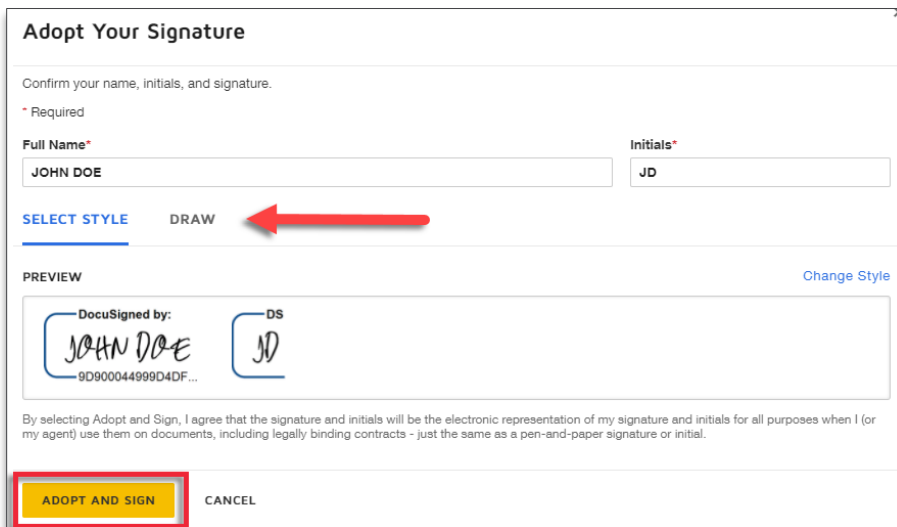 Adopt Your Signature
Confirm your name, initials, and signature.
* Required
Full Name* Initials*
JOHN DOE JD
SELECT STYLE DRAW
PREVIEW Change Style
DocuSigned by: DS
JOHN DOE JD
9D900044999D4DF...
By selecting Adopt and Sign, I agree that the signature and initials will be the electronic representation of my signature and initials for all purposes when I (or
my agent) use them on documents, including legally binding contracts - just the same as a pen-and-paper signature or initial.
ADOPT AND SIGN CANCEL